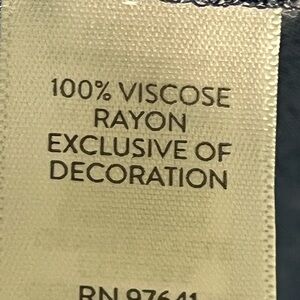 100% VISCOSE
RAYON
EXCLUSIVE OF
DECORATION
RN 97641